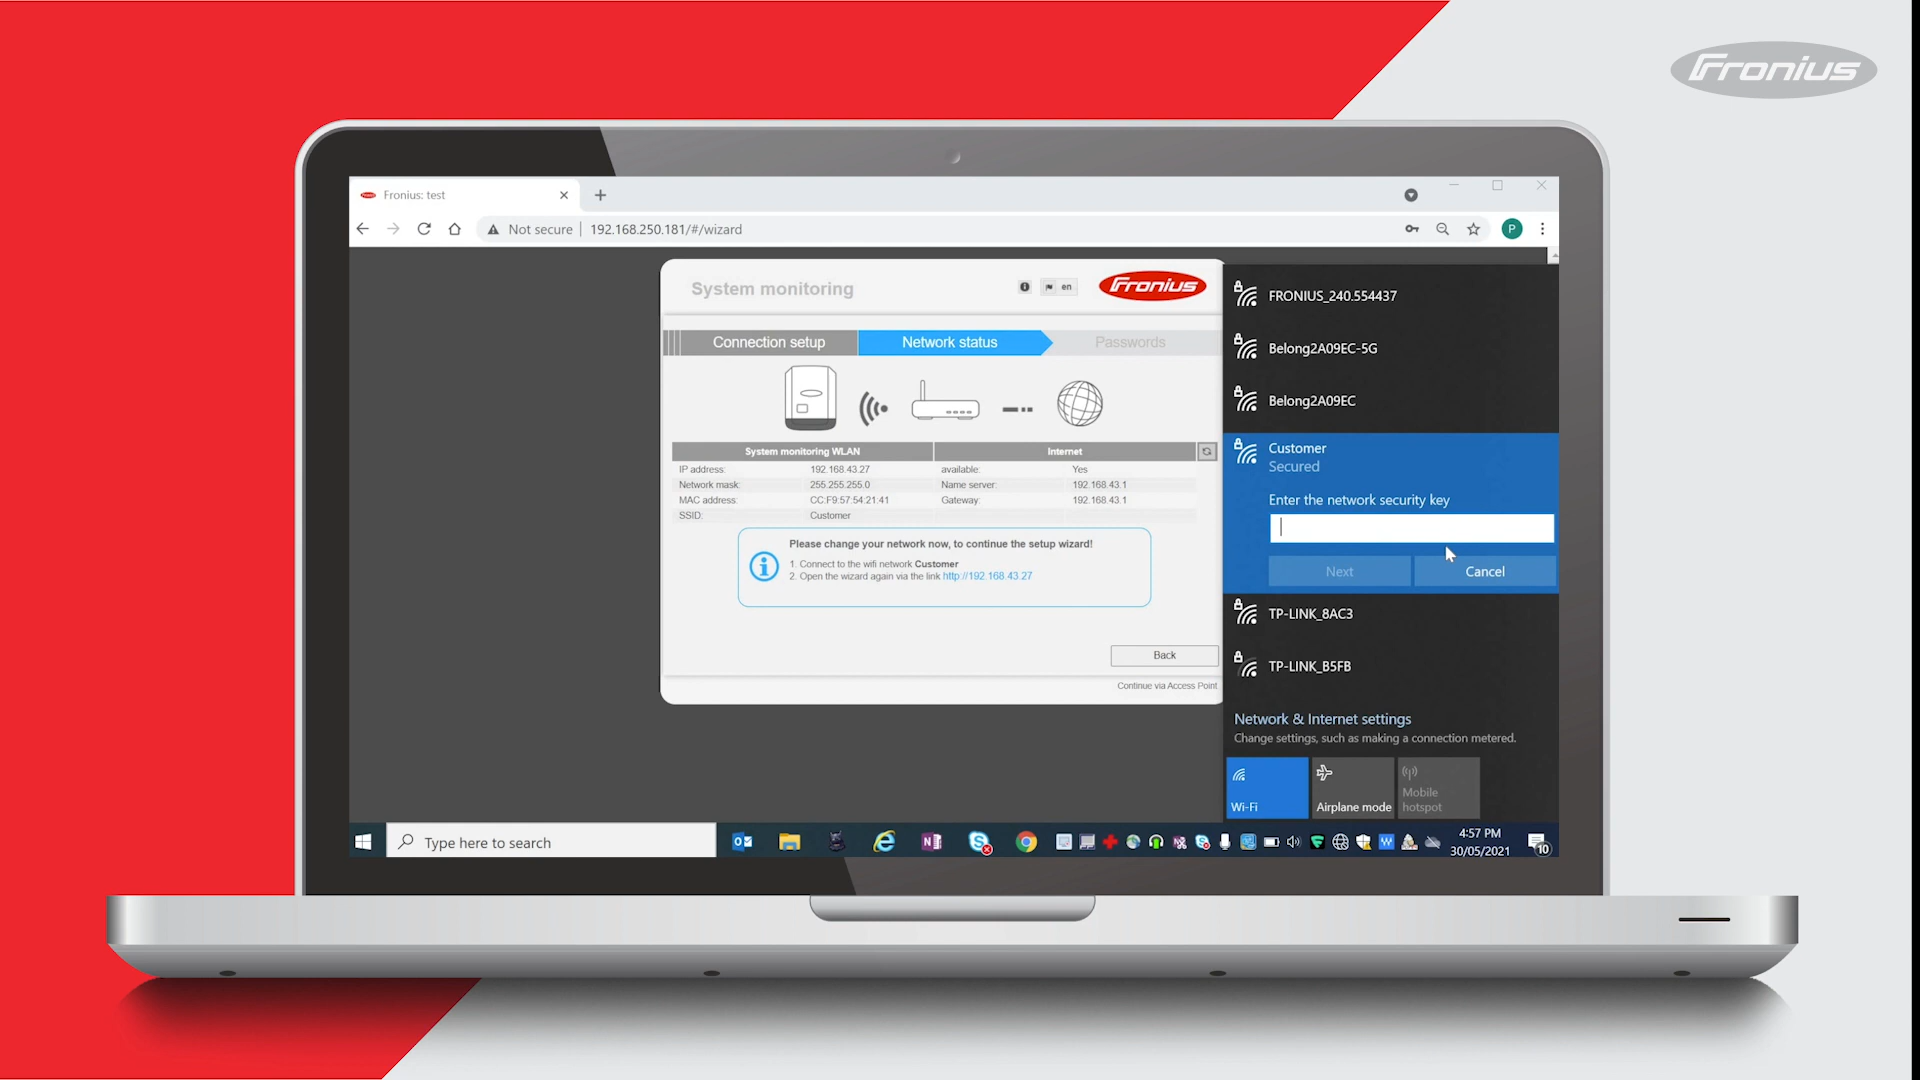 Fronius
Fronius: test
Not secure
192.168.250.181/#/wizard
P
System monitoring
en
Fronius
Connection setup
Network status
Passwords
System monitoring WLAN
Internet
IP address:
192.168.43.27
available:
Yes
Network mask:
255.255.255.0
Name server:
192.168.43.1
MAC address:
CC:F9:57:54:21:41
Gateway:
192.168.43.1
SSID:
Customer
Please change your network now, to continue the setup wizard!
1. Connect to the wifi network Customer
2. Open the wizard again via the link http://192.168.43.27
Back
Continue via Access Point
FRONIUS_240.554437
Belong2A09EC-5G
Belong2A09EC
Customer
Secured
Enter the network security key
Next
Cancel
TP-LINK_8AC3
TP-LINK_B5FB
Network & Internet settings
Change settings, such as making a connection metered.
Wi-Fi
Airplane mode
Mobile
hotspot
Type here to search
4:57 PM
30/05/2021
10